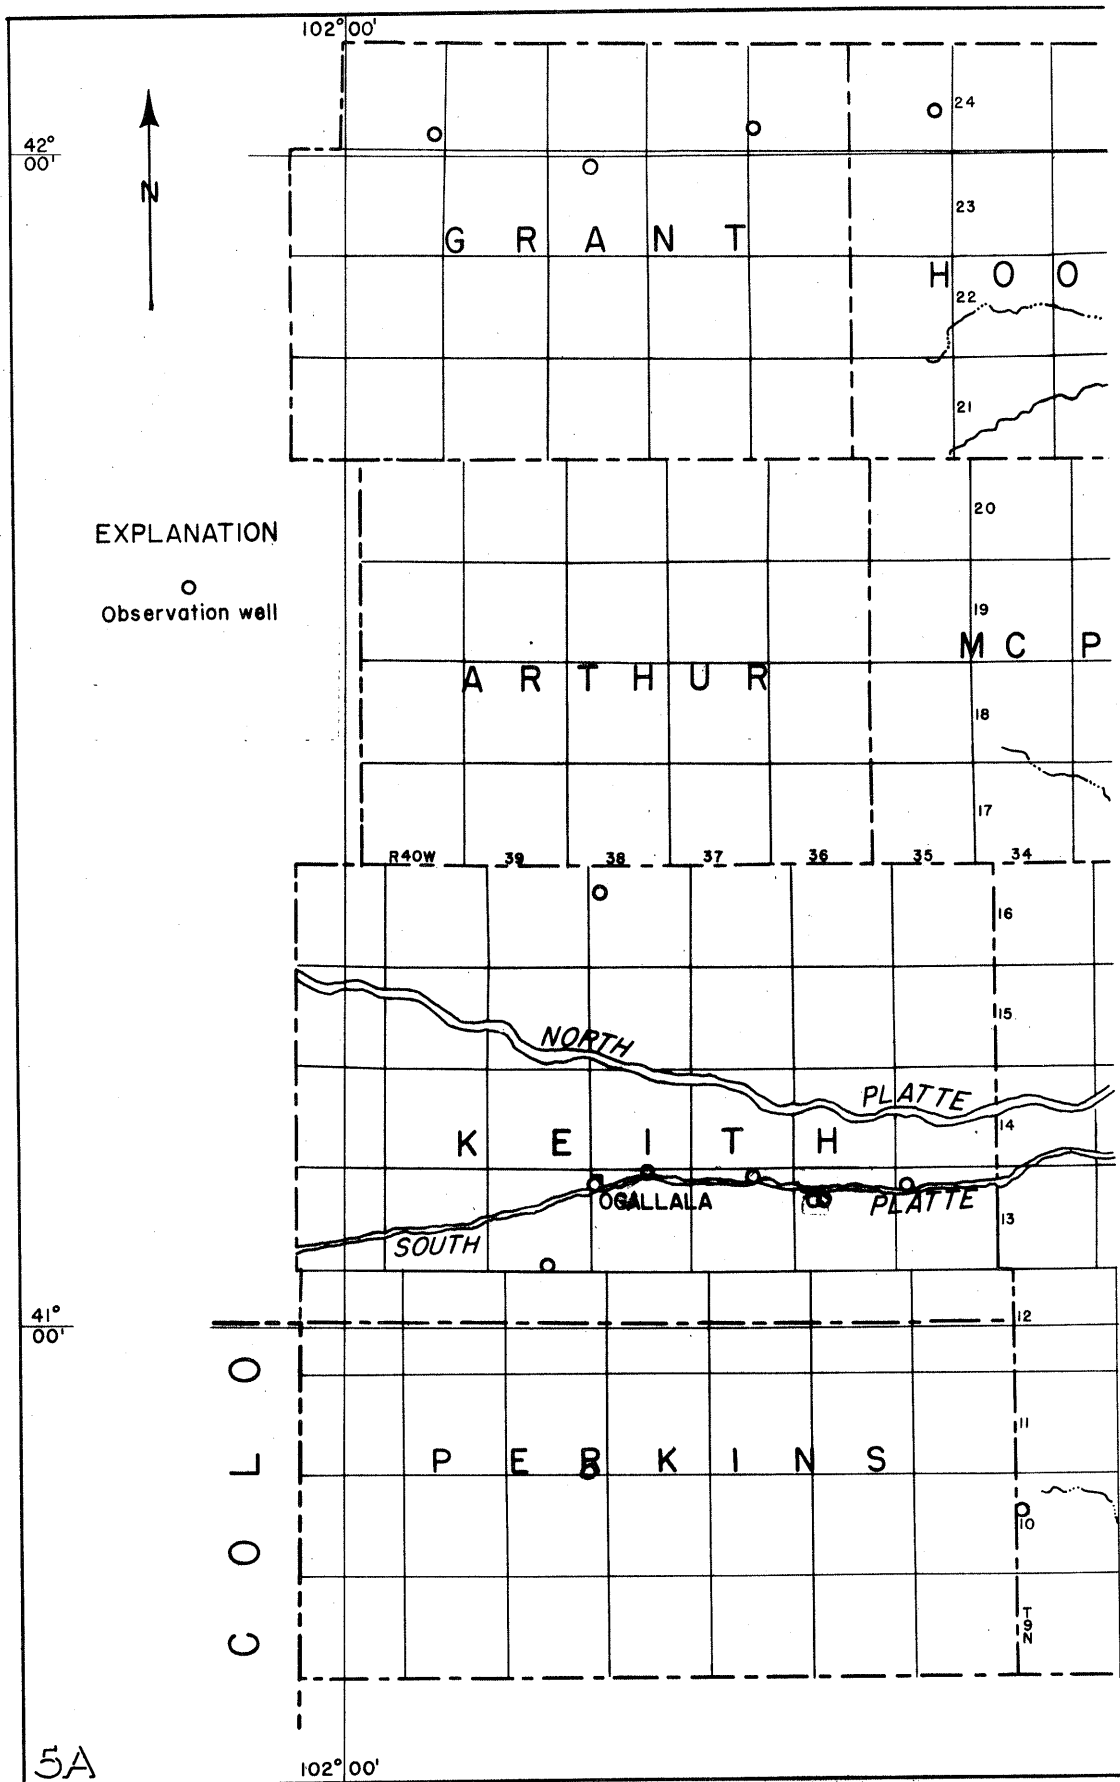 102° 00'
24
42°
00'
N
23
G R A N T
H O O
22
21
20
EXPLANATION
Observation well
19
MC P
A R T H U R
18
17
R40W 39 38 37 36 35 34
16
15
NORTH
PLATTE
14
K E I T H
OGALLALA
PLATTE
13
SOUTH
12
41°
00'
11
P E R K I N S
10
COLO
T
9
N
5A
102° 00'